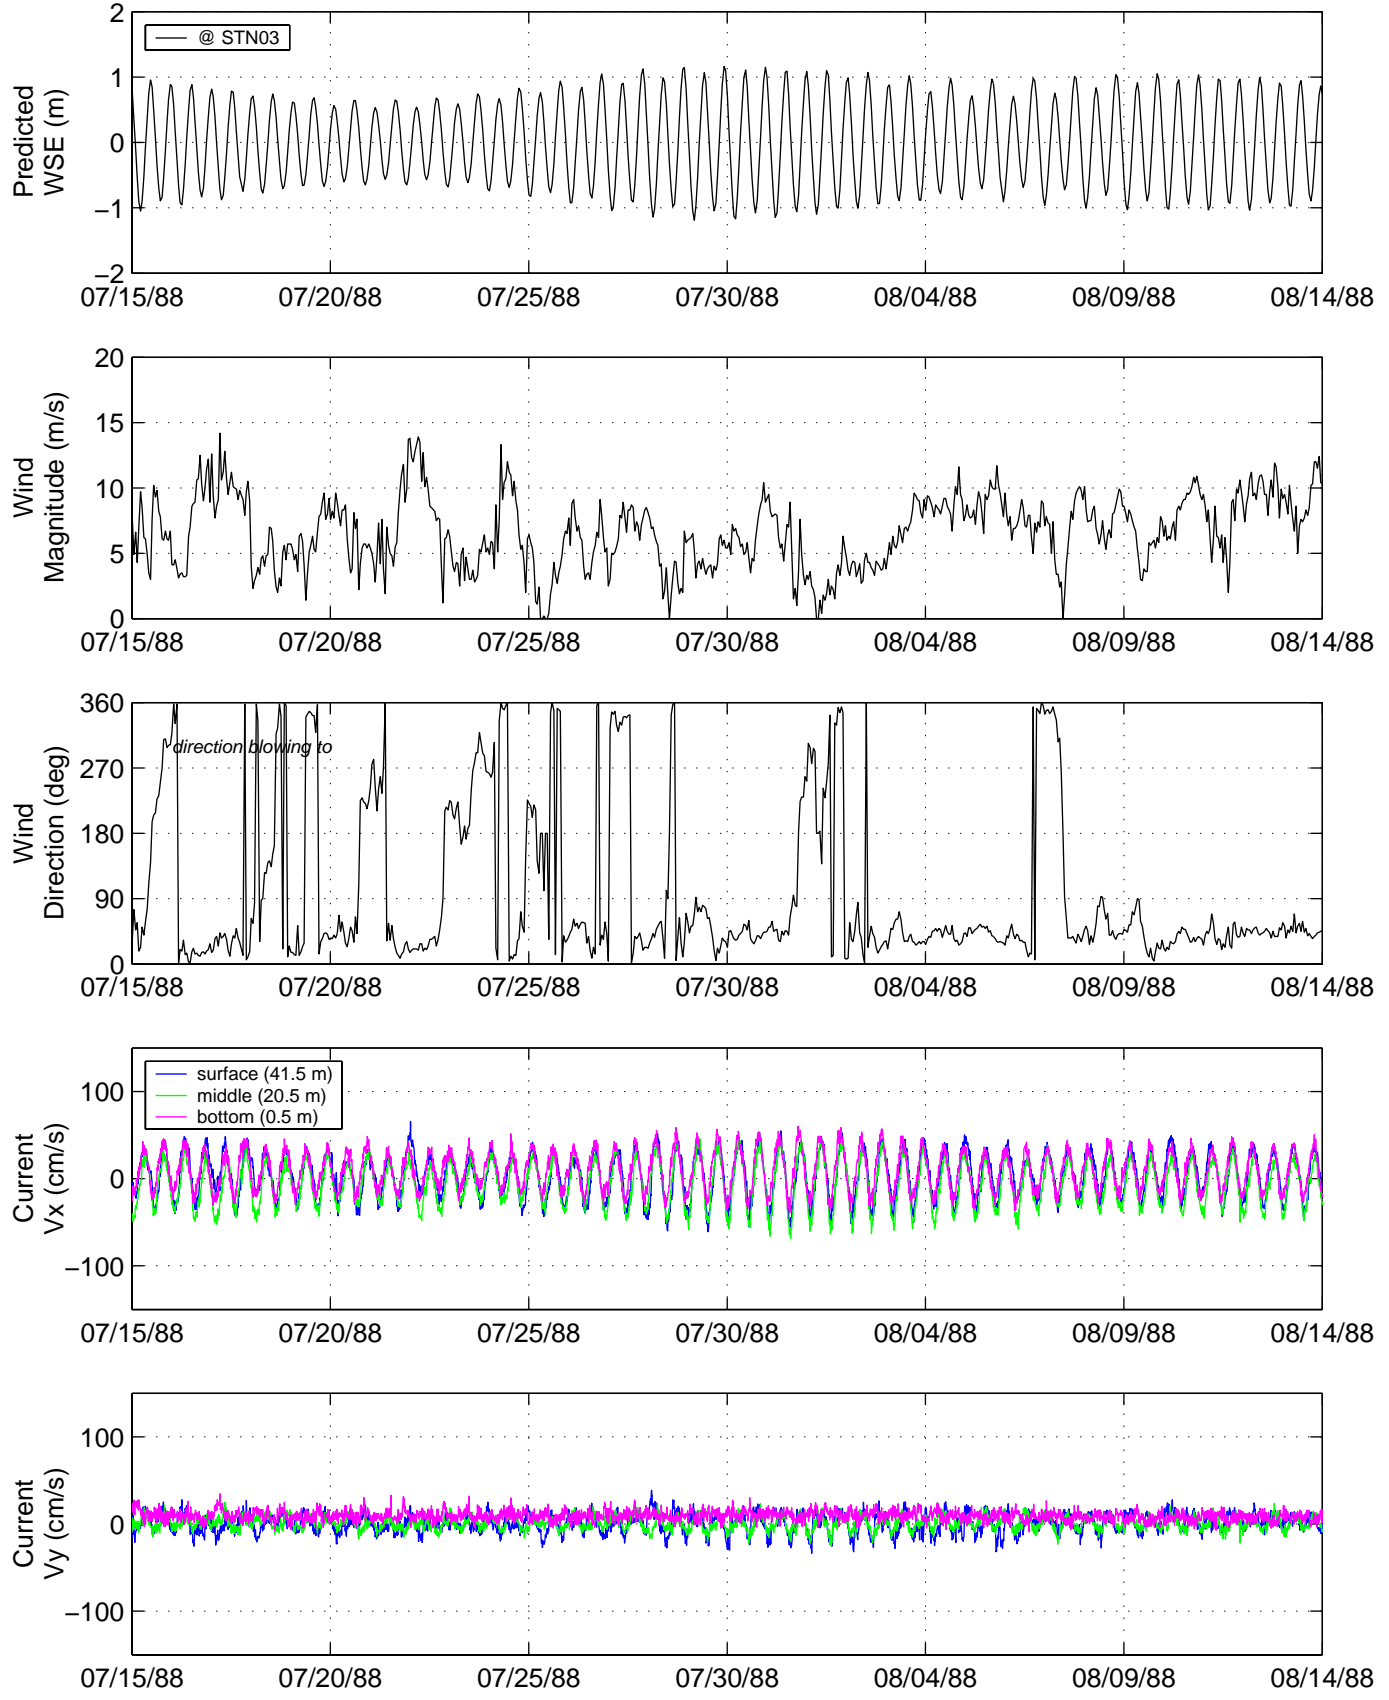 2
1
0
−1
−2
Predicted
WSE (m)
@ STN03
07/15/88 07/20/88 07/25/88 07/30/88 08/04/88 08/09/88 08/14/88
20
15
10
5
0
Wind
Magnitude (m/s)
07/15/88 07/20/88 07/25/88 07/30/88 08/04/88 08/09/88 08/14/88
360
270
180
90
0
Wind
Direction (deg)
direction blowing to
07/15/88 07/20/88 07/25/88 07/30/88 08/04/88 08/09/88 08/14/88
100
0
−100
Current
Vx (cm/s)
surface (41.5 m)
middle (20.5 m)
bottom (0.5 m)
07/15/88 07/20/88 07/25/88 07/30/88 08/04/88 08/09/88 08/14/88
100
0
−100
Current
Vy (cm/s)
07/15/88 07/20/88 07/25/88 07/30/88 08/04/88 08/09/88 08/14/88